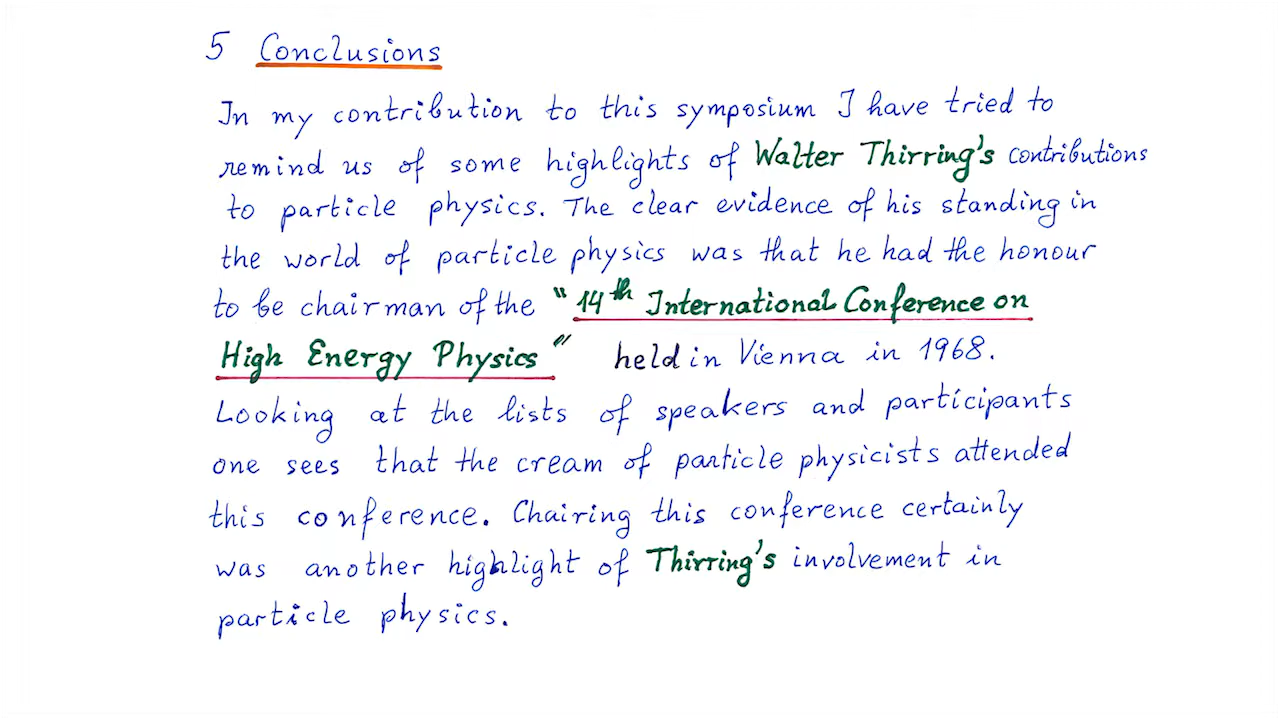 5 Conclusions
In my contribution to this symposium I have tried to
remind us of some highlights of Walter Thirring's contributions
to particle physics. The clear evidence of his standing in
the world of particle physics was that he had the honour
to be chairman of the "14th International Conference on
High Energy Physics" held in Vienna in 1968.
Looking at the lists of speakers and participants
one sees that the cream of particle physicists attended
this conference. Chairing this conference certainly
was another highlight of Thirring's involvement in
particle physics.